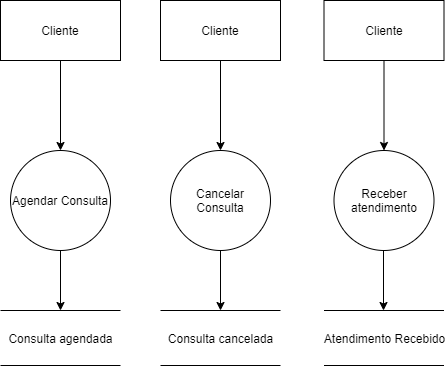 Cliente
Cliente
Cliente
Agendar Consulta
Cancelar
Consulta
Receber
atendimento
Consulta agendada
Consulta cancelada
Atendimento Recebido